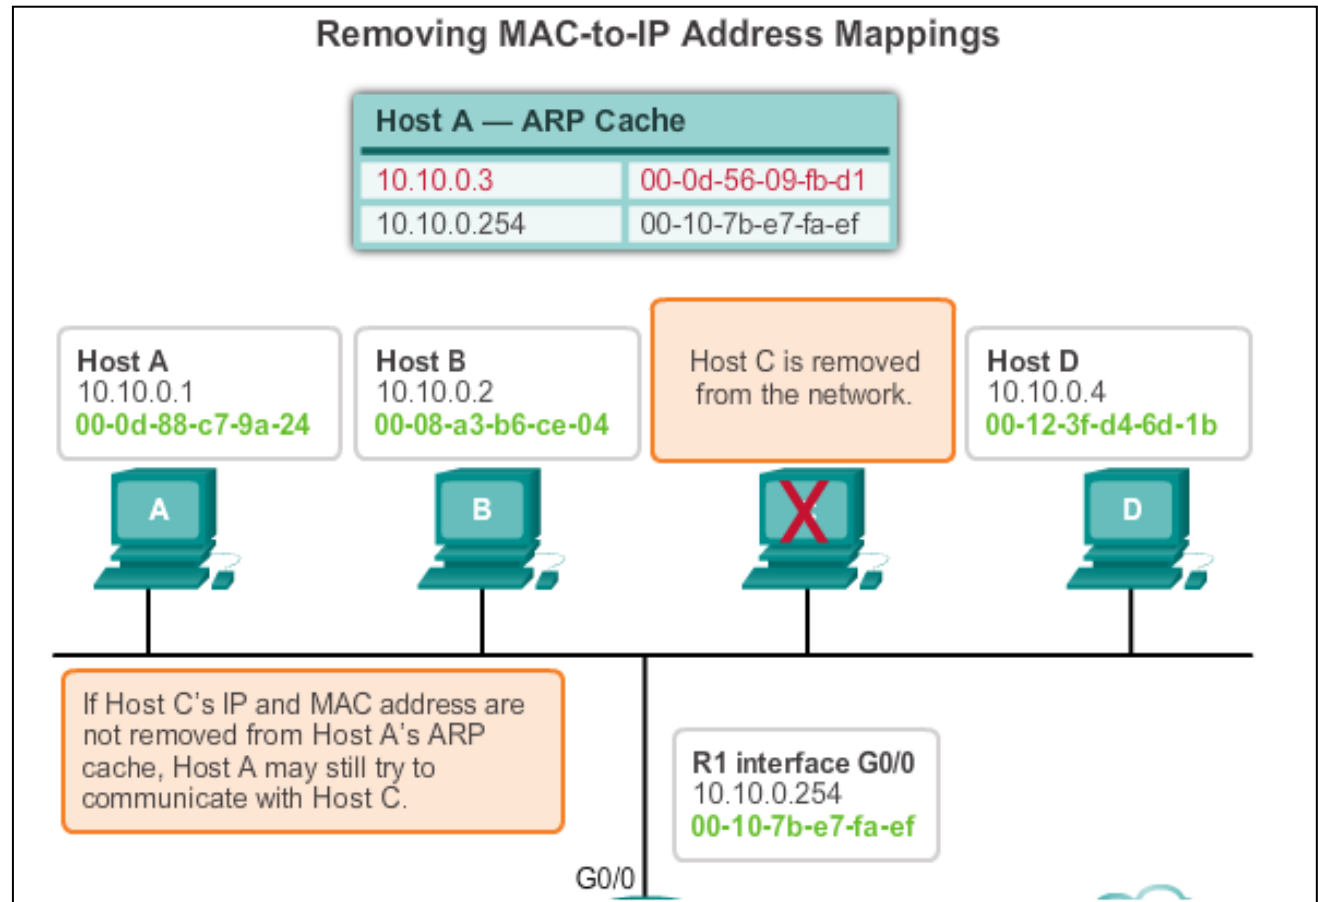 Removing MAC-to-IP Address Mappings
Host A — ARP Cache
10.10.0.3 00-0d-56-09-fb-d1
10.10.0.254 00-10-7b-e7-fa-ef
Host A
10.10.0.1
00-0d-88-c7-9a-24
Host B
10.10.0.2
00-08-a3-b6-ce-04
Host C is removed
from the network.
Host D
10.10.0.4
00-12-3f-d4-6d-1b
A
B
X
D
If Host C’s IP and MAC address are
not removed from Host A’s ARP
cache, Host A may still try to
communicate with Host C.
R1 interface G0/0
10.10.0.254
00-10-7b-e7-fa-ef
G0/0